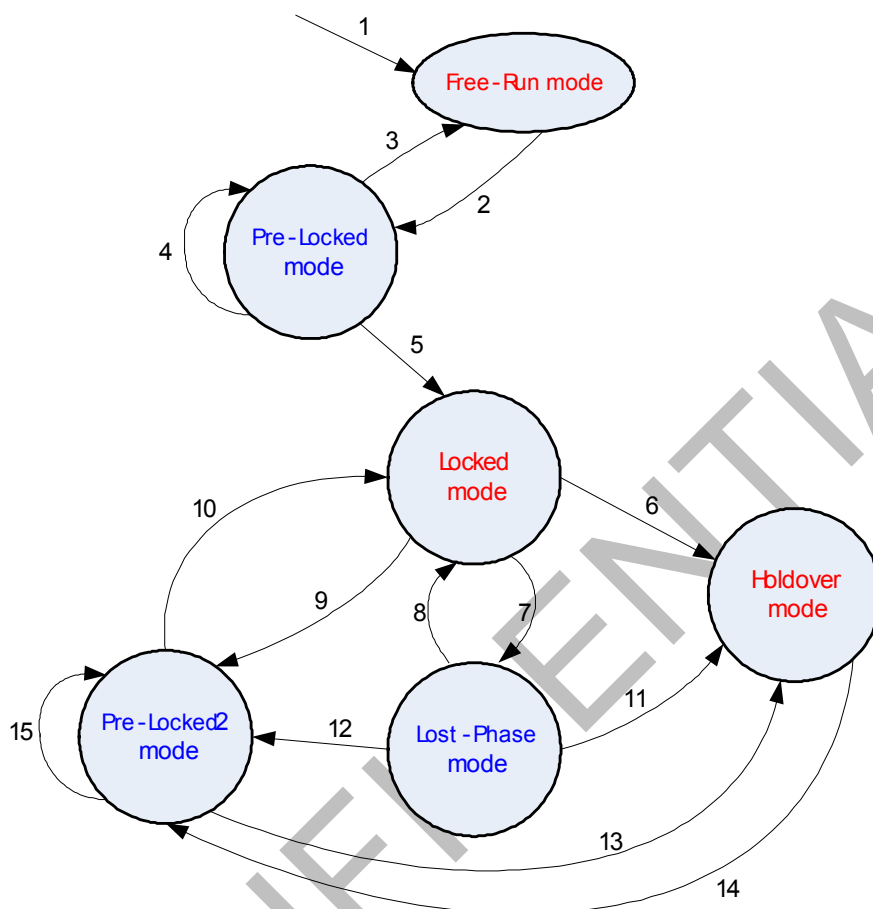 1
Free-Run mode
3
2
Pre-Locked
mode
4
5
Locked
mode
10
6
Holdover
mode
9
8
7
11
Pre-Locked2
mode
15
12
Lost-Phase
mode
13
14